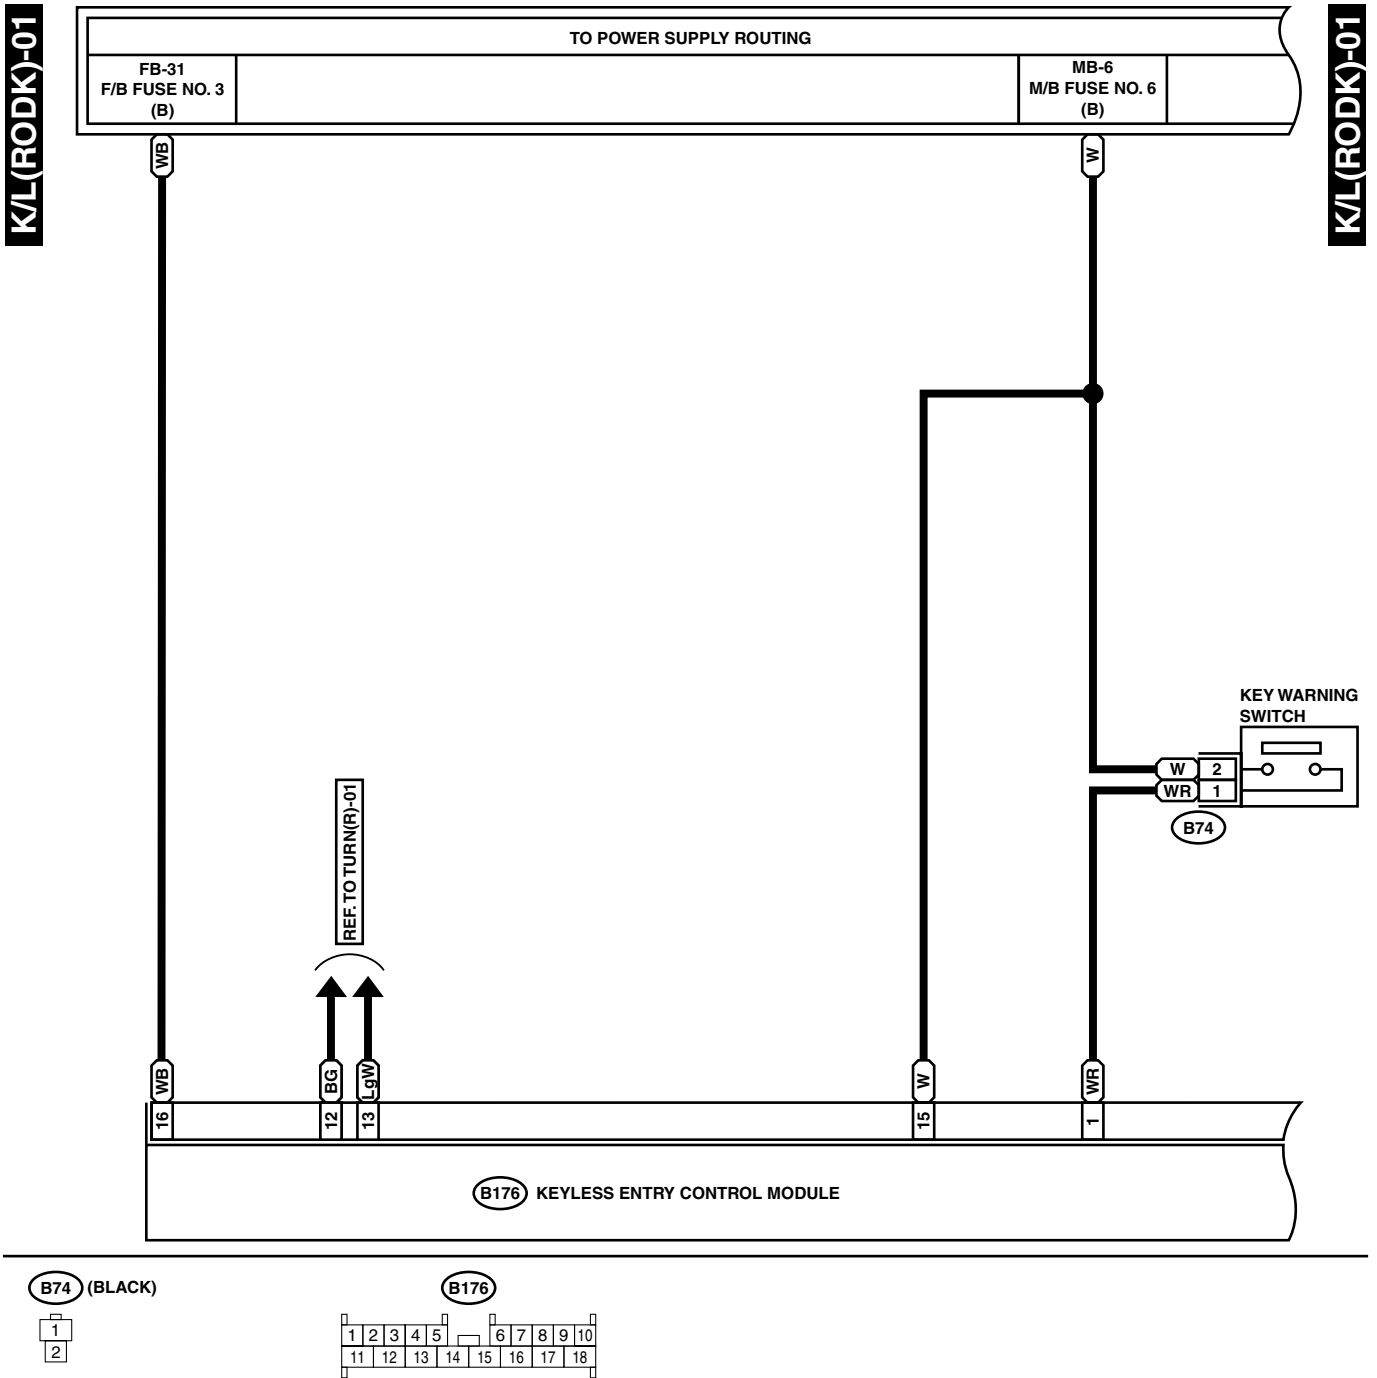 K/L(RODK)-01
K/L(RODK)-01
TO POWER SUPPLY ROUTING
FB-31
F/B FUSE NO. 3
(B)
MB-6
M/B FUSE NO. 6
(B)
WB
W
KEY WARNING
SWITCH
W 2
WR 1
B74
REF. TO TURN(R)-01
WB
BG
LgW
W
WR
16
12
13
15
1
B176 KEYLESS ENTRY CONTROL MODULE
B74 (BLACK)
1
2
B176
1 2 3 4 5 6 7 8 9 10
11 12 13 14 15 16 17 18